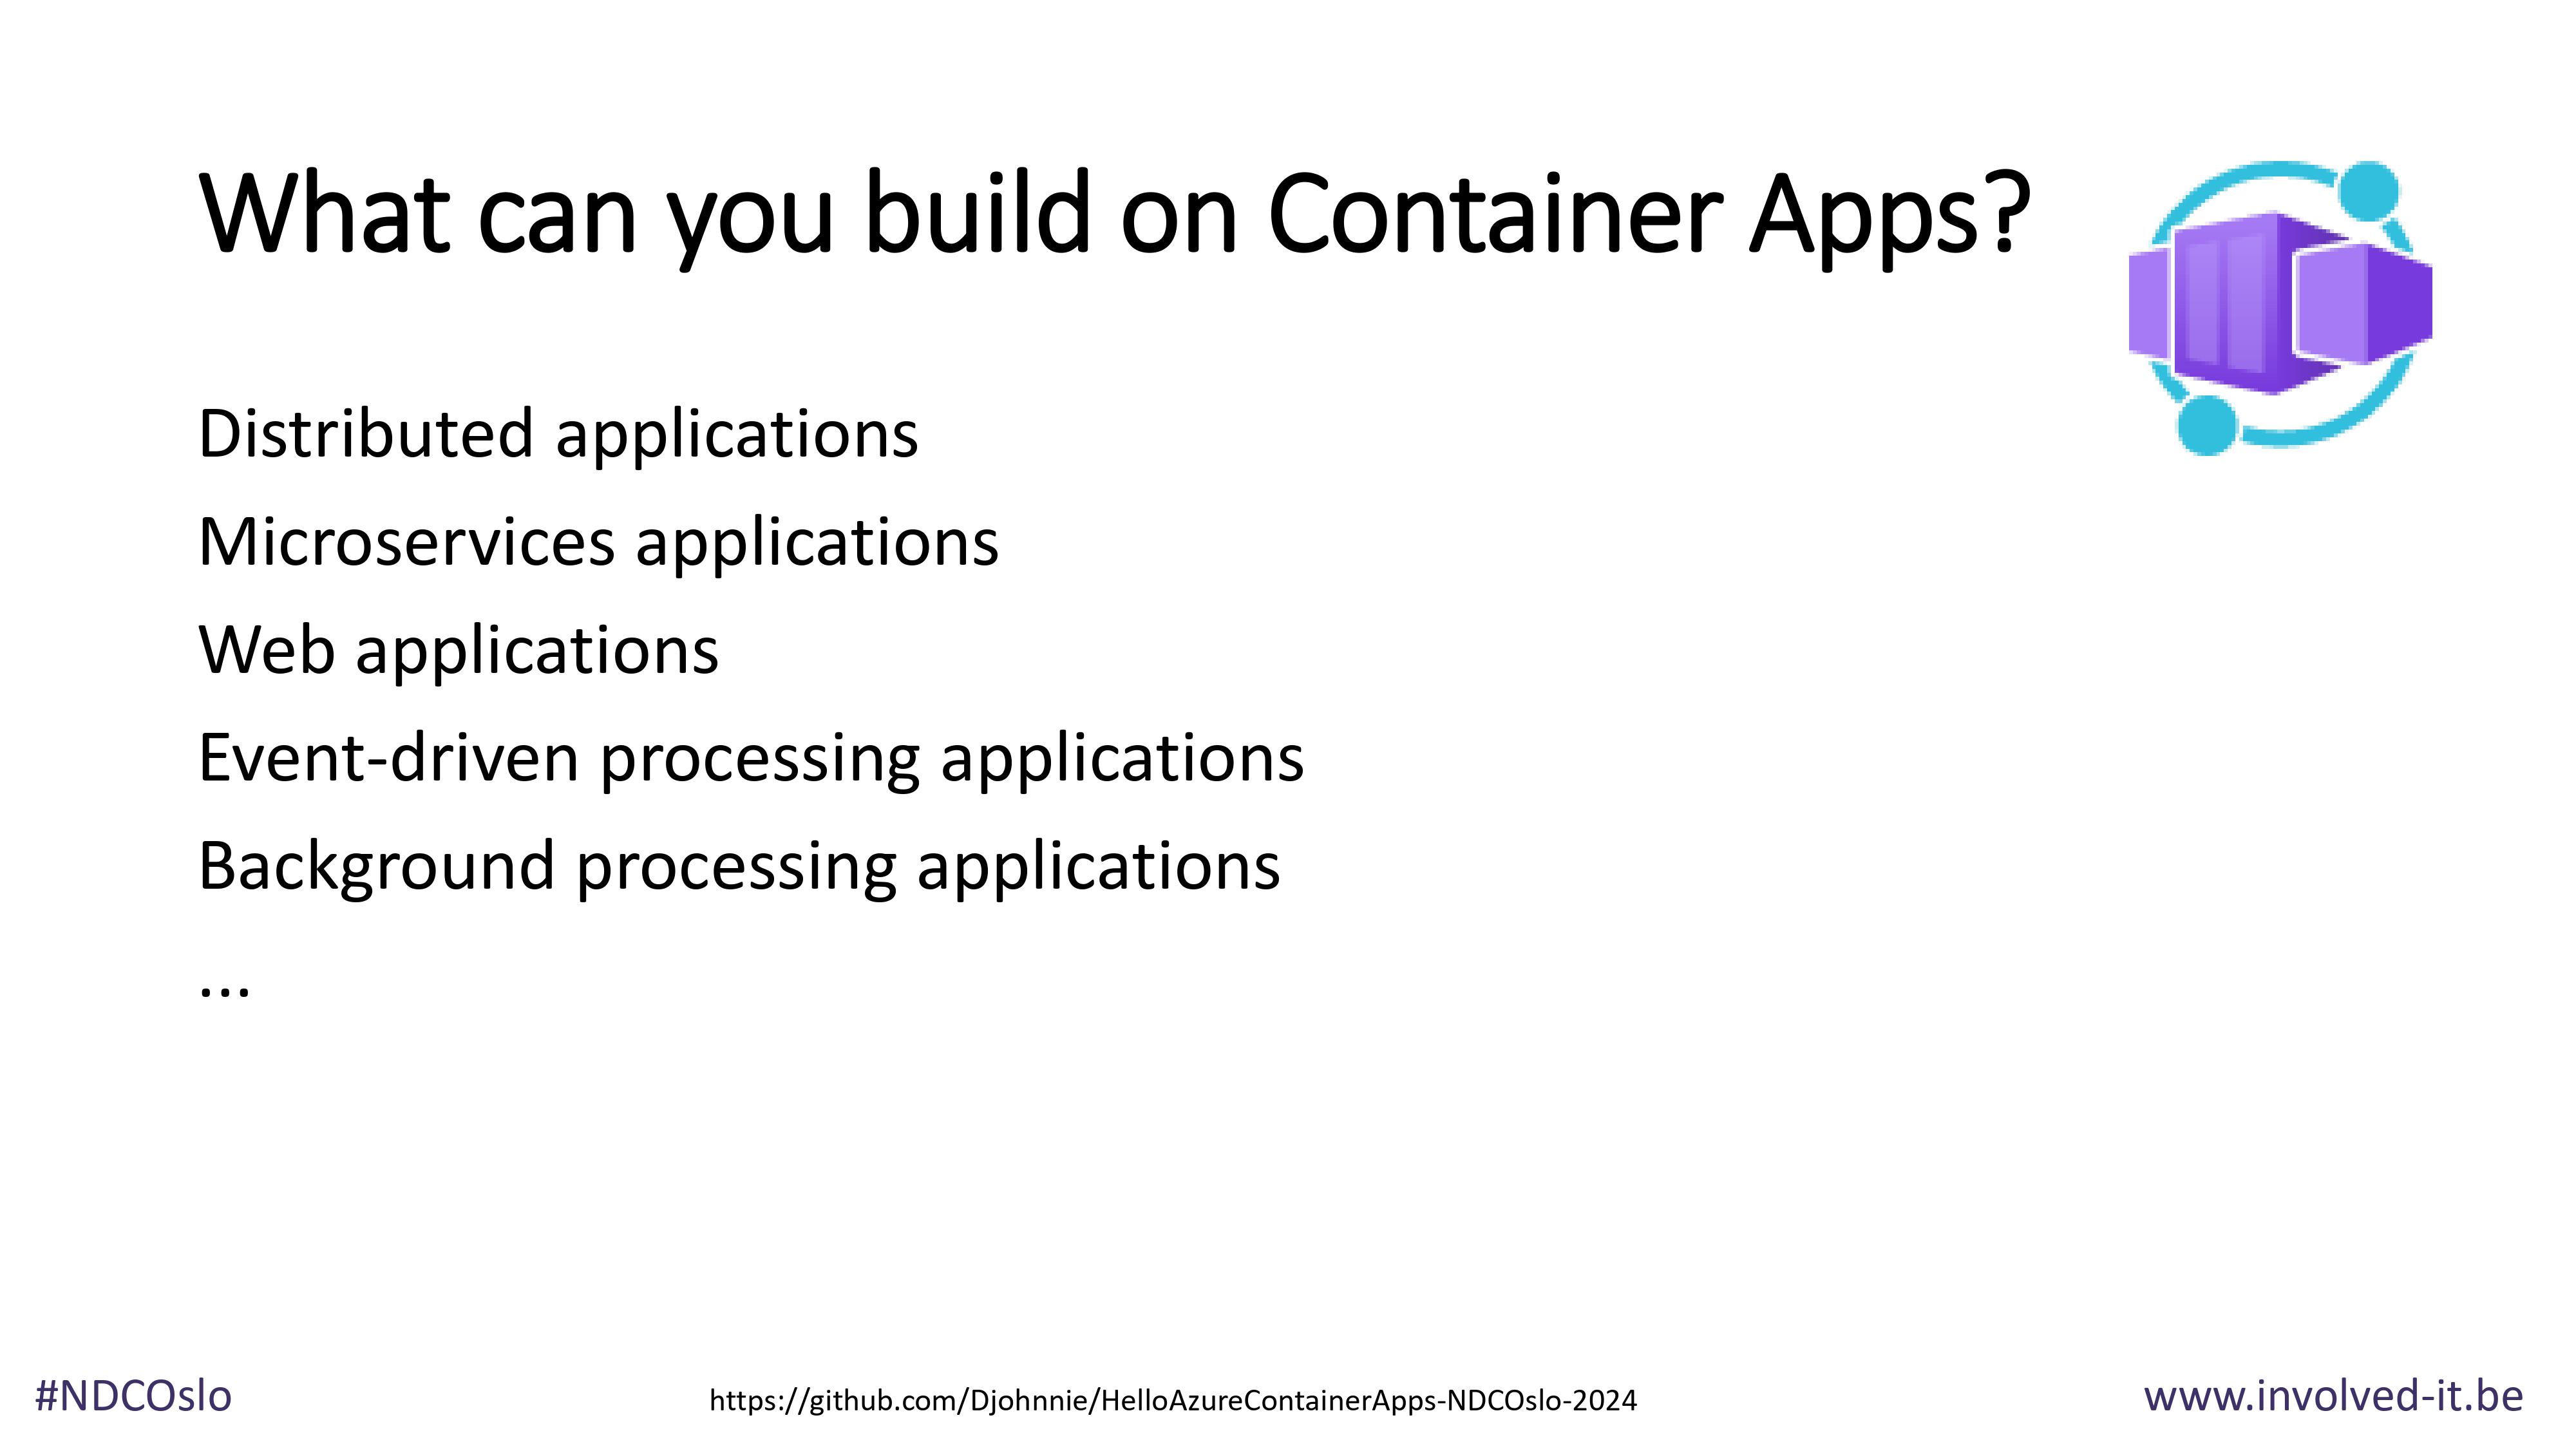 What can you build on Container Apps?
Distributed applications
Microservices applications
Web applications
Event-driven processing applications
Background processing applications
...
#NDCOslo
https://github.com/Djohnnie/HelloAzureContainerApps-NDCOslo-2024
www.involved-it.be